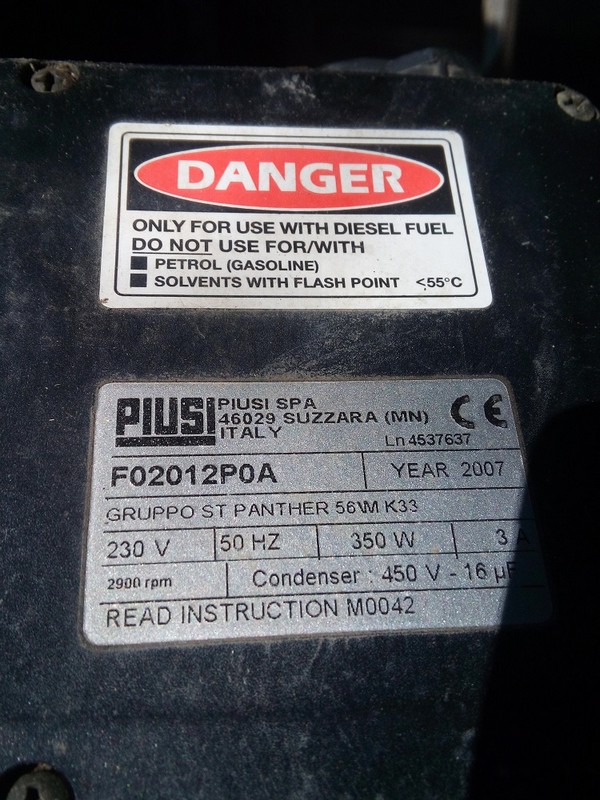 DANGER
ONLY FOR USE WITH DIESEL FUEL
DO NOT USE FOR/WITH
PETROL (GASOLINE)
SOLVENTS WITH FLASH POINT <55°C
PIUSI
PIUSI SPA
46029 SUZZARA (MN)
ITALY
CE
Ln 4537637
F02012P0A YEAR 2007
GRUPPO ST PANTHER 56\M K33
230 V 50 HZ 350 W 3 A
2900 rpm Condenser : 450 V - 16 µF
READ INSTRUCTION M0042